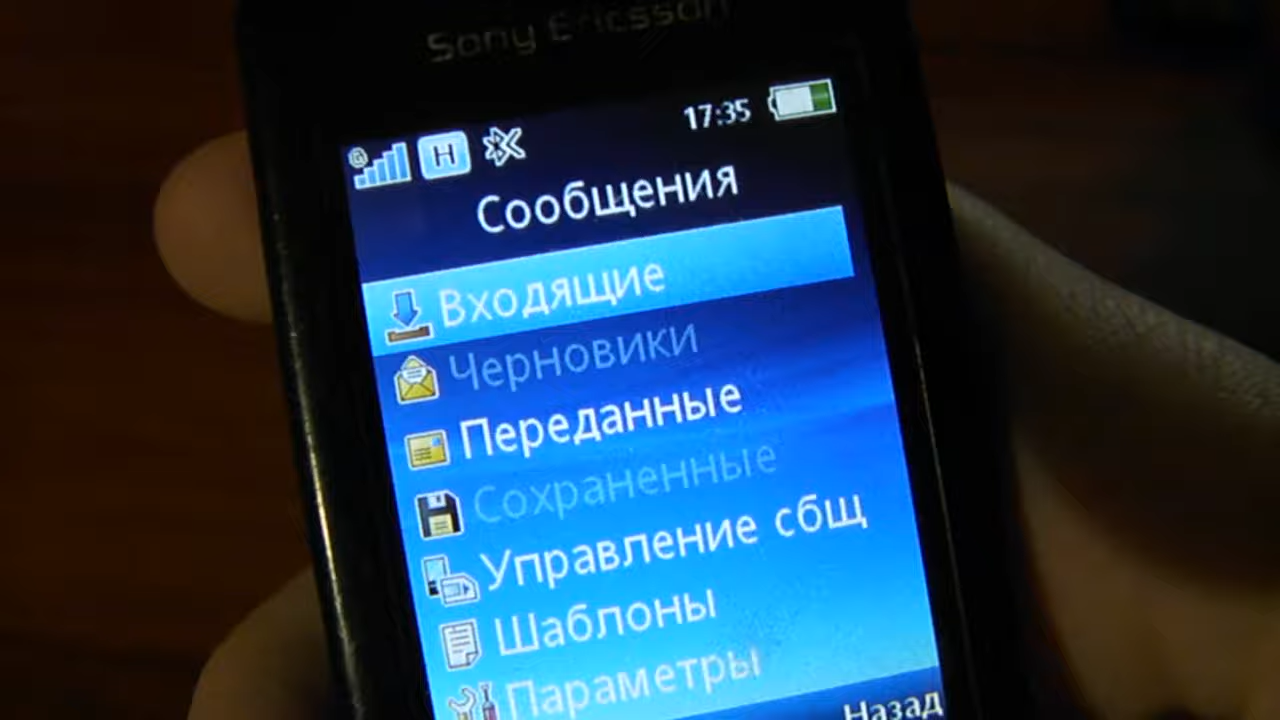 Sony Ericsson
17:35
H
Сообщения
Входящие
Черновики
Переданные
Сохраненные
Управление сбщ
Шаблоны
Параметры
Назад